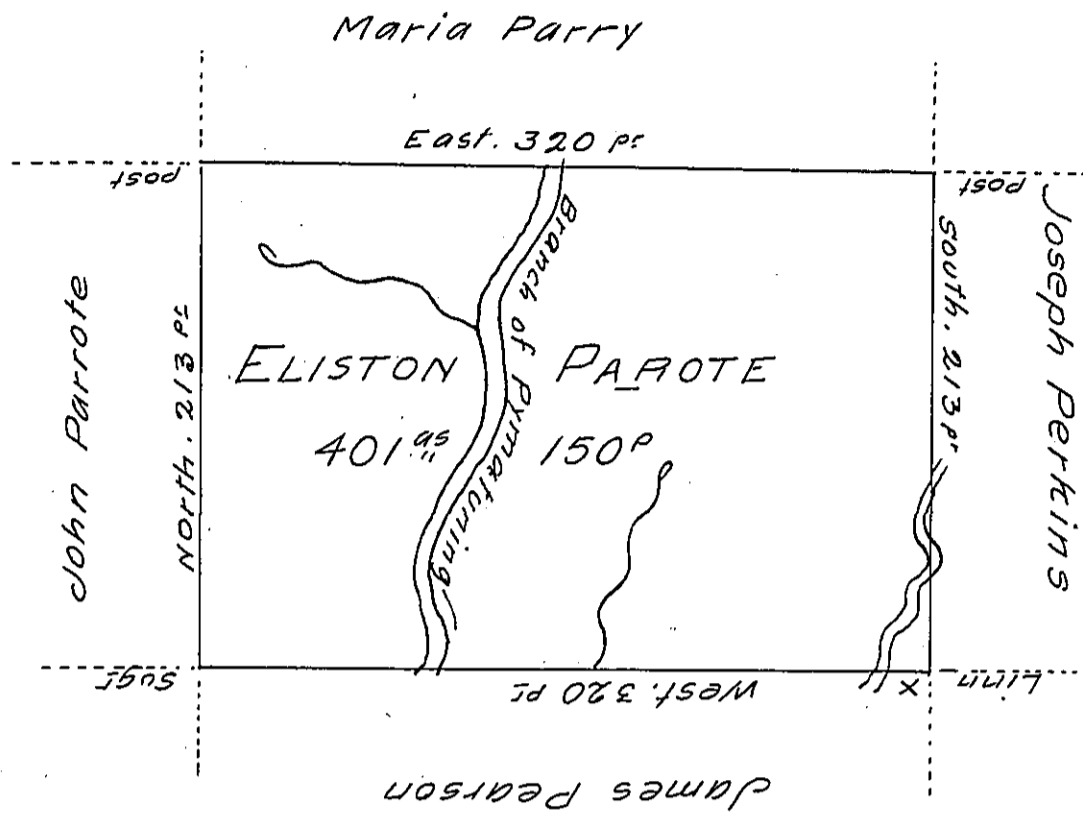 Maria Parry
East. 320 ps
post
post
Joseph Perkins
South. 213 ps
Branch of Pymatuning
John Parrote
North. 213 ps
ELISTON PAROTE
401 as 150 P
Sugr
West. 320 ps
x
Linn
James Pearson